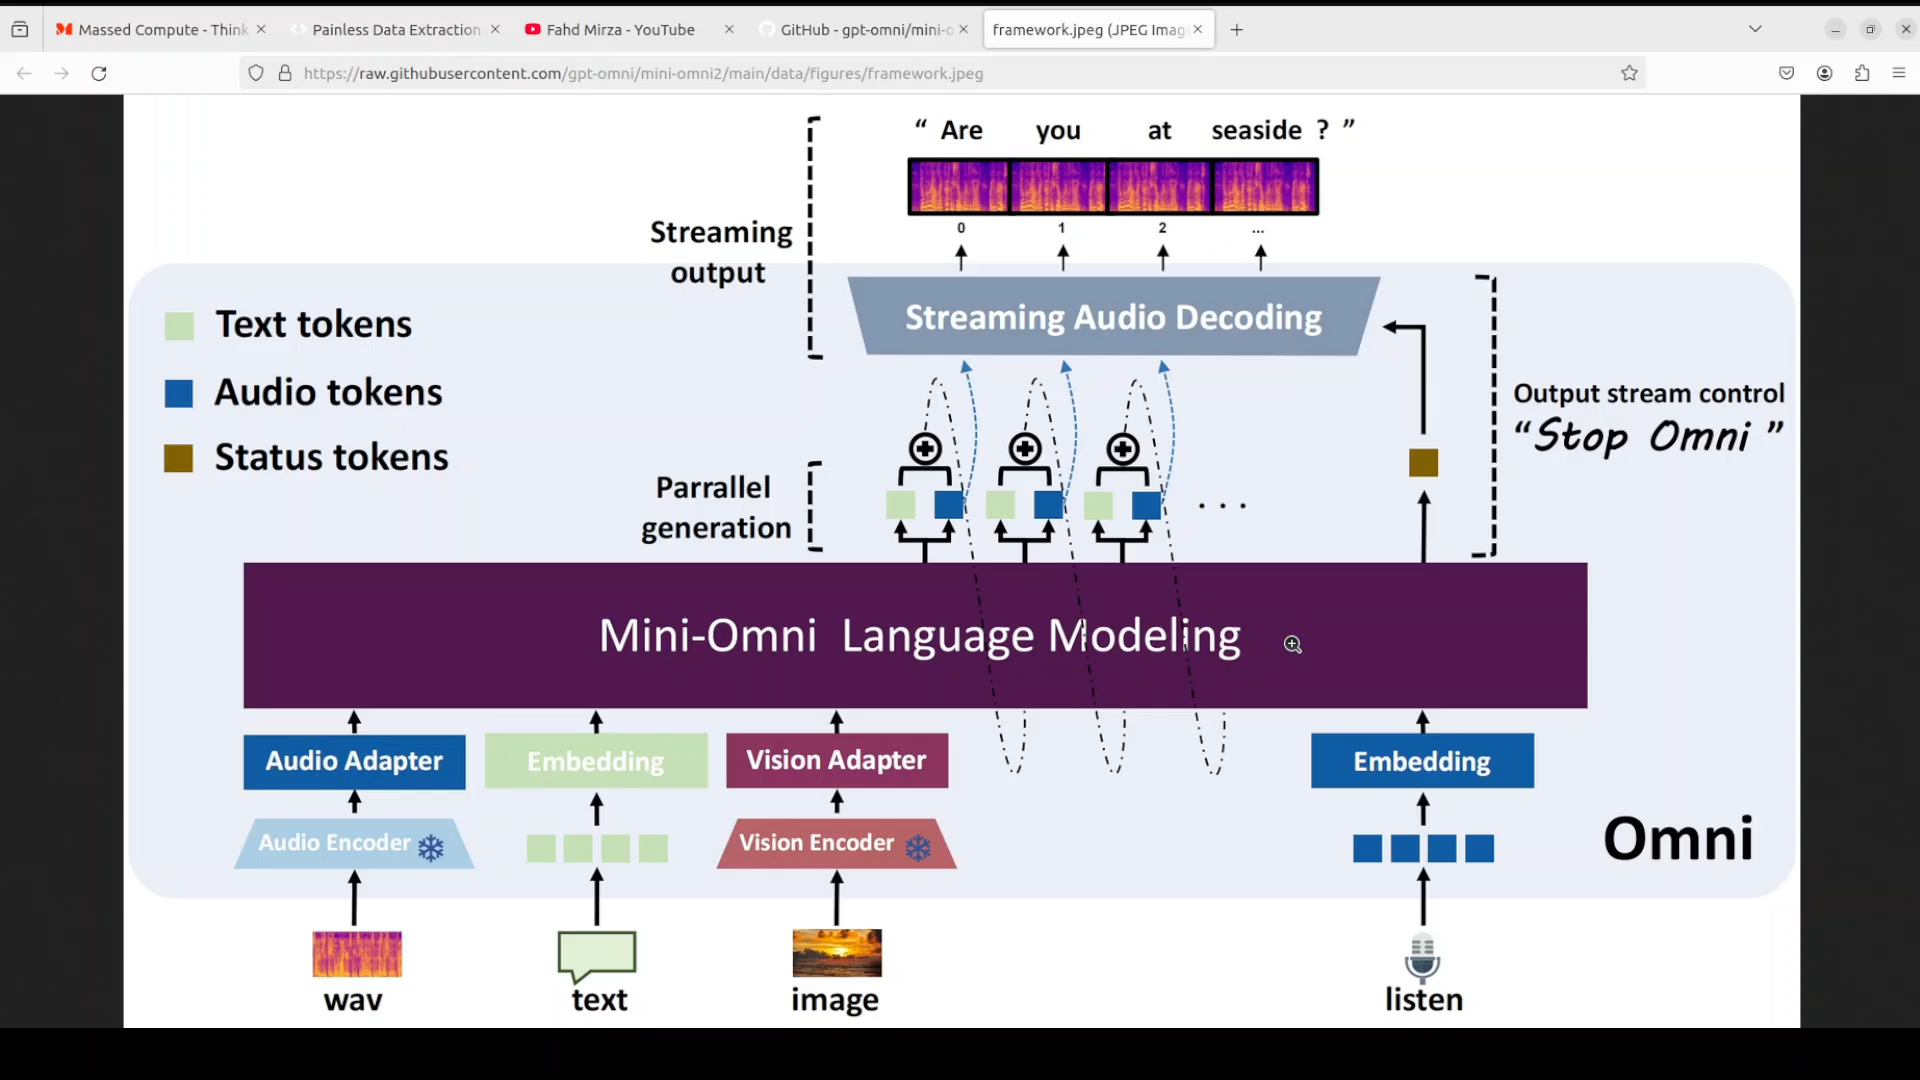 Massed Compute - Think
Painless Data Extraction
Fahd Mirza - YouTube
GitHub - gpt-omni/mini-o
framework.jpeg (JPEG Imag
https://raw.githubusercontent.com/gpt-omni/mini-omni2/main/data/figures/framework.jpeg
“ Are you at seaside ? ”
0 1 2 ...
Streaming
output
Streaming Audio Decoding
Text tokens
Audio tokens
Status tokens
Output stream control
“Stop Omni ”
Parrallel
generation
. . .
Mini-Omni Language Modeling
Audio Adapter
Embedding
Vision Adapter
Embedding
Audio Encoder
Vision Encoder
Omni
wav
text
image
listen